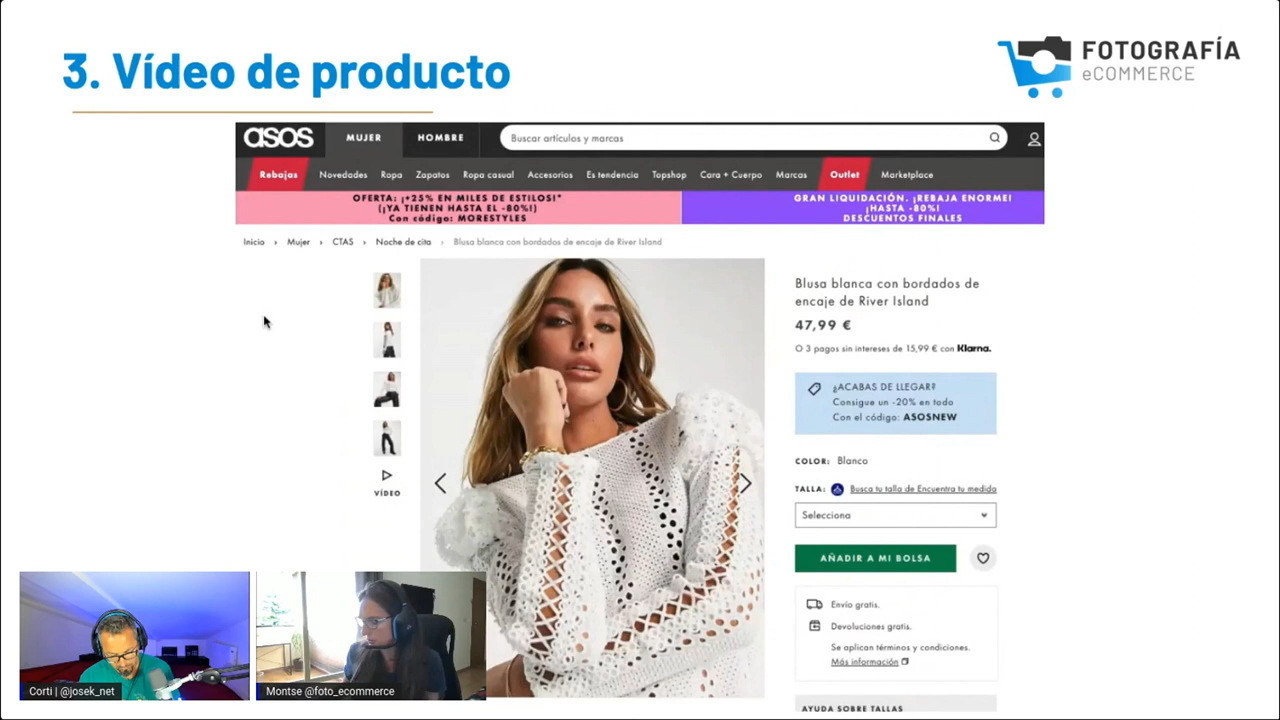 3. Vídeo de producto
FOTOGRAFÍA
eCOMMERCE
asos
MUJER
HOMBRE
Buscar artículos y marcas
Rebajas
Novedades
Ropa
Zapatos
Ropa casual
Accesorios
Es tendencia
Topshop
Cara + Cuerpo
Marcas
Outlet
Marketplace
OFERTA: ¡+25% EN MILES DE ESTILOS!*
(¡YA TIENEN HASTA EL -80%!)
Con código: MORESTYLES
GRAN LIQUIDACIÓN. ¡REBAJA ENORME!
¡HASTA -80%!
DESCUENTOS FINALES
Inicio › Mujer › CTAS › Noche de cita › Blusa blanca con bordados de encaje de River Island
VÍDEO
Blusa blanca con bordados de
encaje de River Island
47,99 €
O 3 pagos sin intereses de 15,99 € con Klarna.
¿ACABAS DE LLEGAR?
Consigue un -20% en todo
Con el código: ASOSNEW
COLOR: Blanco
TALLA: Busca tu talla de Encuentra tu medida
Selecciona
AÑADIR A MI BOLSA
Envío gratis.
Devoluciones gratis.
Se aplican términos y condiciones.
Más información
AYUDA SOBRE TALLAS
Corti | @josek_net
Montse @foto_ecommerce